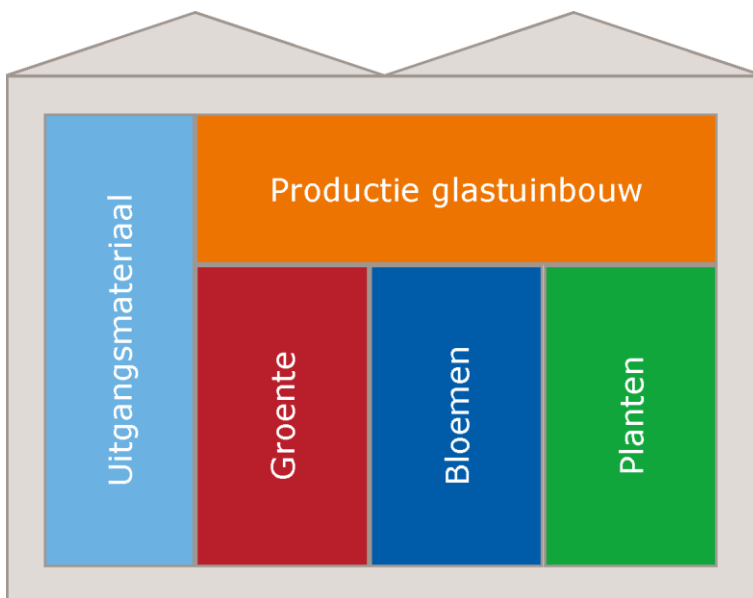 Uitgangsmateriaal
Productie glastuinbouw
Groente
Bloemen
Planten